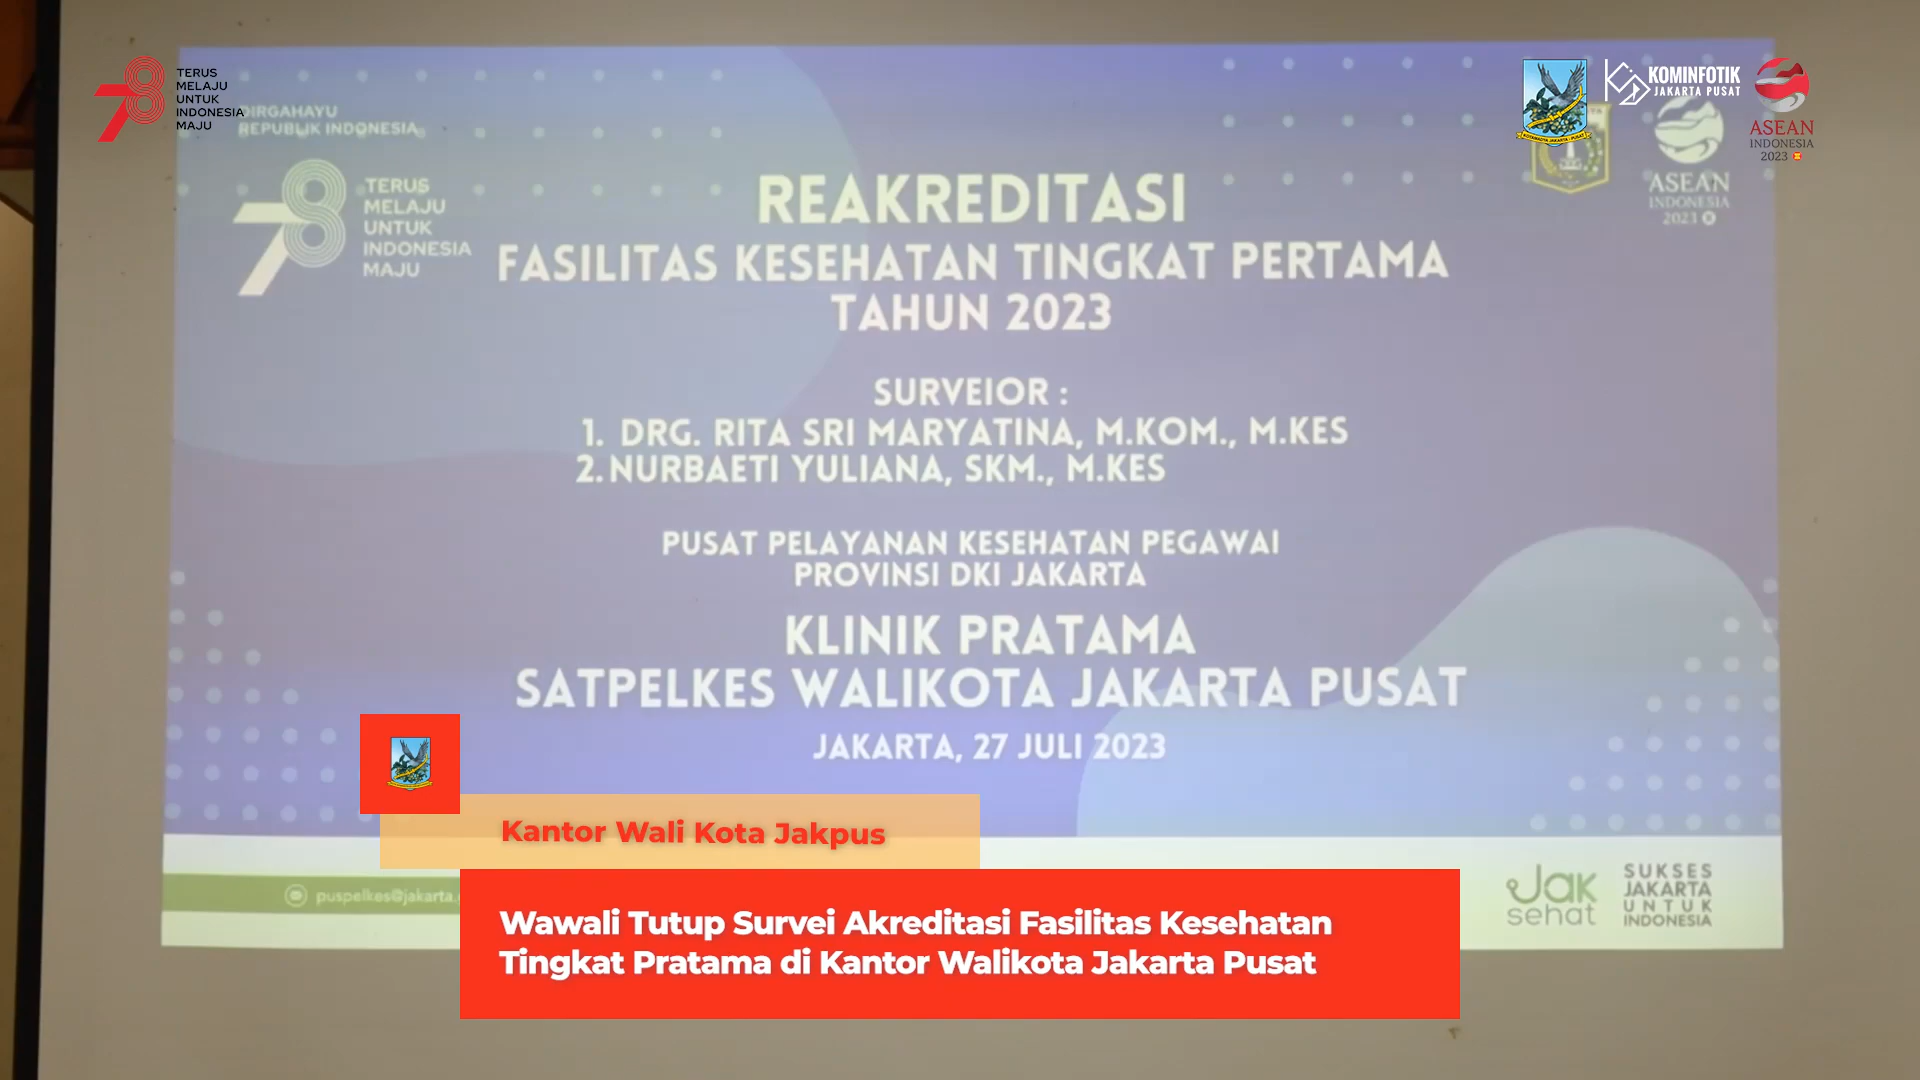 TERUS
MELAJU
UNTUK
INDONESIA
MAJU
KOMINFOTIK
JAKARTA PUSAT
ASEAN
INDONESIA
2023
DIRGAHAYU
REPUBLIK INDONESIA
78
TERUS
MELAJU
UNTUK
INDONESIA
MAJU
ASEAN
INDONESIA
2023
REAKREDITASI
FASILITAS KESEHATAN TINGKAT PERTAMA
TAHUN 2023
SURVEIOR :
1. DRG. RITA SRI MARYATINA, M.KOM., M.KES
2. NURBAETI YULIANA, SKM., M.KES
PUSAT PELAYANAN KESEHATAN PEGAWAI
PROVINSI DKI JAKARTA
KLINIK PRATAMA
SATPELKES WALIKOTA JAKARTA PUSAT
JAKARTA, 27 JULI 2023
Kantor Wali Kota Jakpus
puspelkes@jakarta.
Wawali Tutup Survei Akreditasi Fasilitas Kesehatan
Tingkat Pratama di Kantor Walikota Jakarta Pusat
Jak
sehat
SUKSES
JAKARTA
UNTUK
INDONESIA